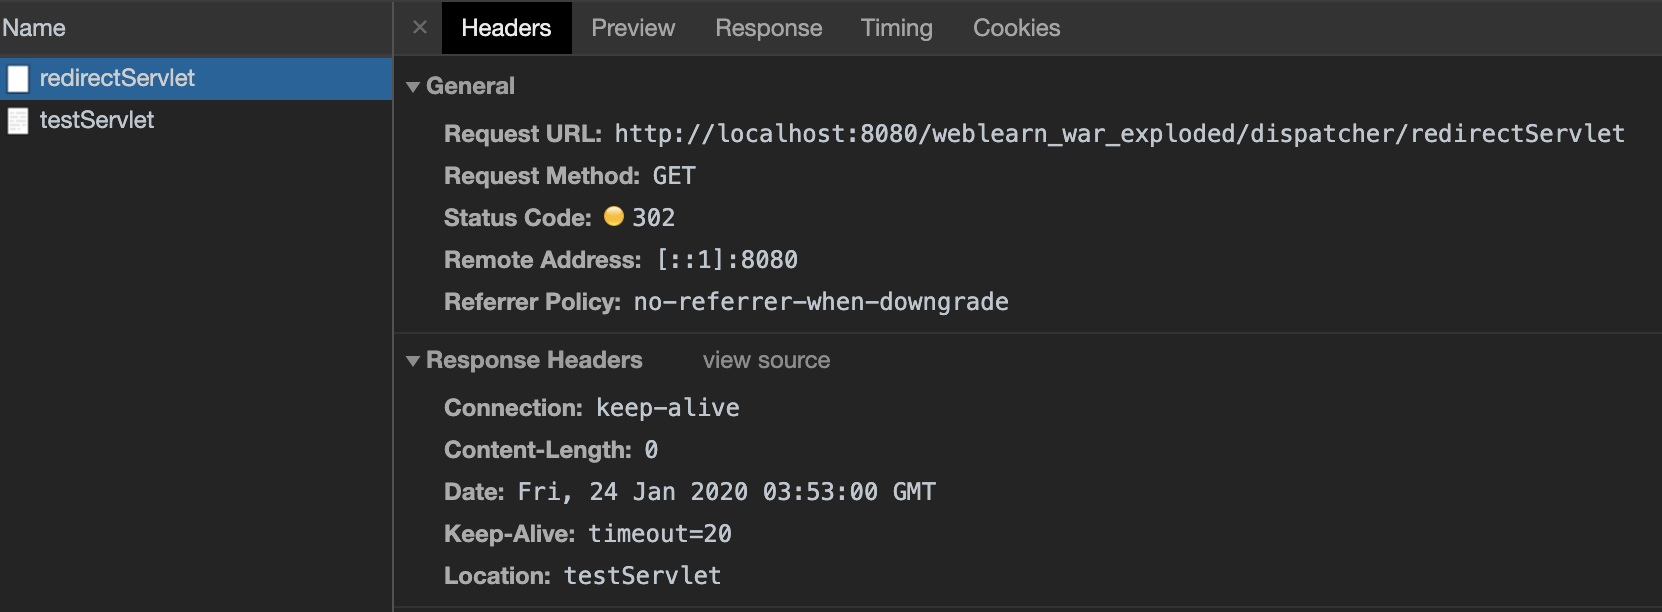 Name
redirectServlet
testServlet
× Headers Preview Response Timing Cookies
General
Request URL: http://localhost:8080/weblearn_war_exploded/dispatcher/redirectServlet
Request Method: GET
Status Code: 302
Remote Address: [::1]:8080
Referrer Policy: no-referrer-when-downgrade
Response Headers view source
Connection: keep-alive
Content-Length: 0
Date: Fri, 24 Jan 2020 03:53:00 GMT
Keep-Alive: timeout=20
Location: testServlet